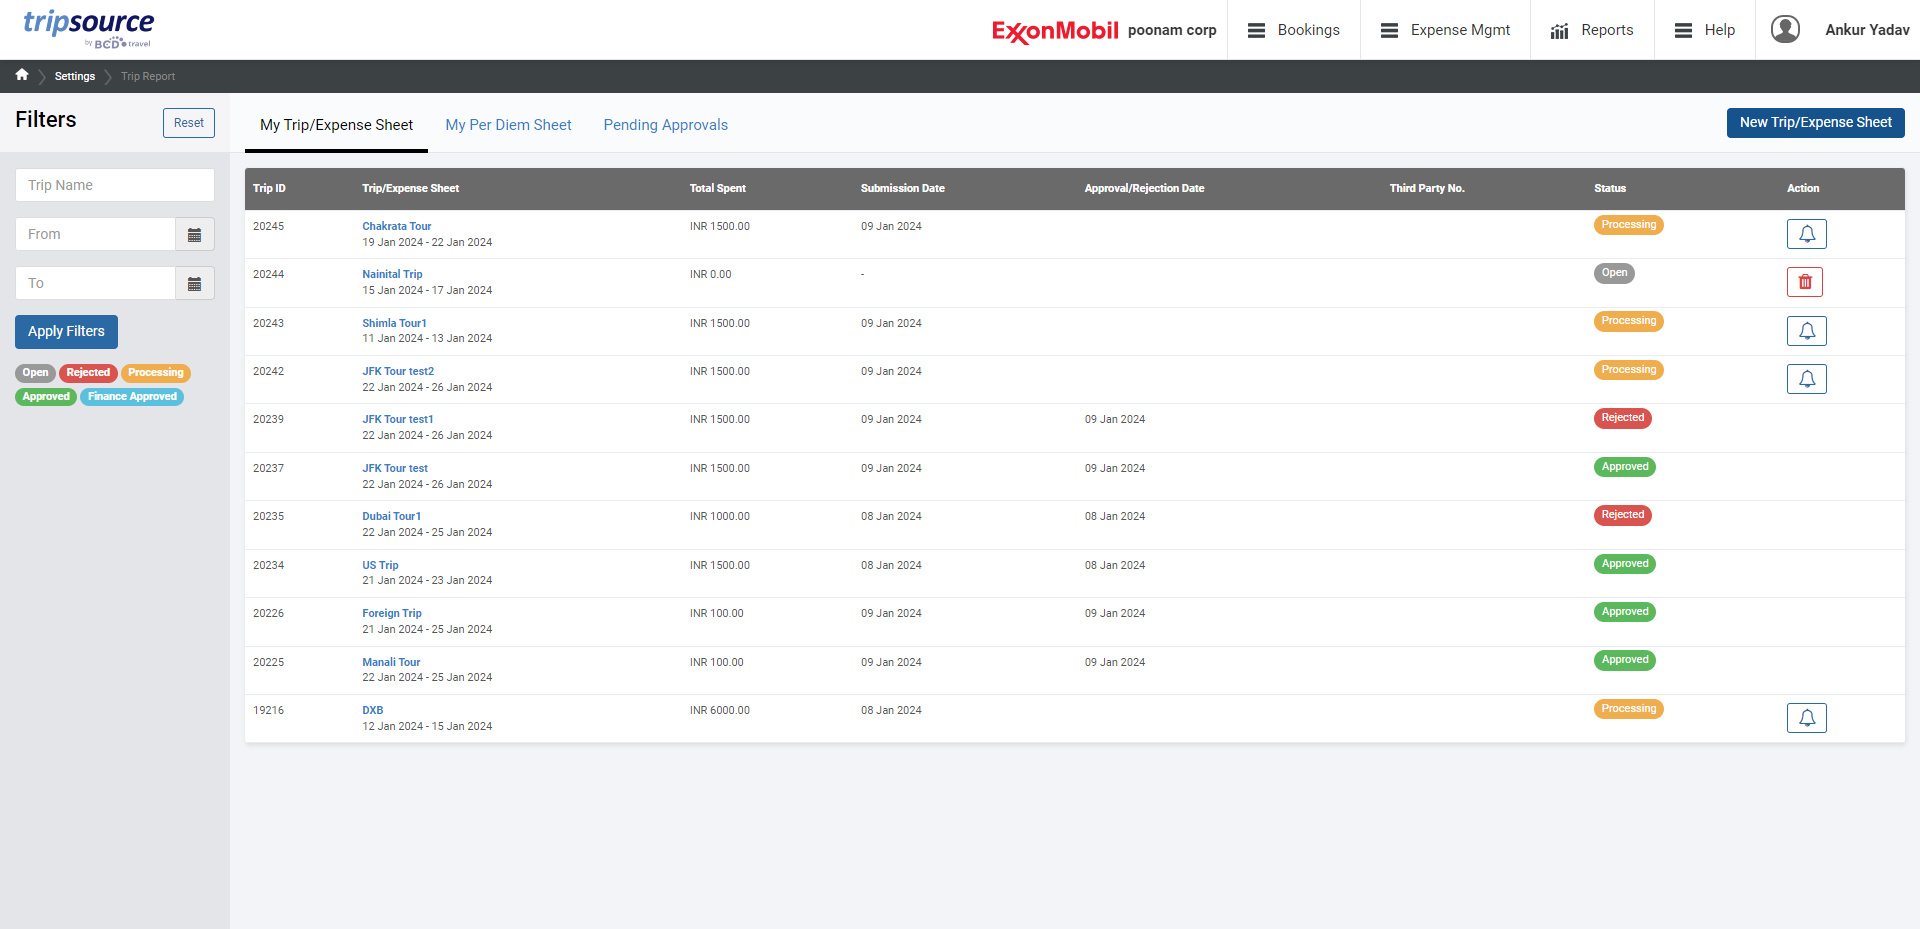 tripsource
by BCD travel
ExxonMobil poonam corp
Bookings
Expense Mgmt
Reports
Help
Ankur Yadav
Settings
Trip Report
Filters
Reset
Trip Name
From
To
Apply Filters
Open Rejected Processing
Approved Finance Approved
My Trip/Expense Sheet My Per Diem Sheet Pending Approvals
New Trip/Expense Sheet
Trip ID Trip/Expense Sheet Total Spent Submission Date Approval/Rejection Date Third Party No. Status Action
20245 Chakrata Tour INR 1500.00 09 Jan 2024 Processing
19 Jan 2024 - 22 Jan 2024
20244 Nainital Trip INR 0.00 - Open
15 Jan 2024 - 17 Jan 2024
20243 Shimla Tour1 INR 1500.00 09 Jan 2024 Processing
11 Jan 2024 - 13 Jan 2024
20242 JFK Tour test2 INR 1500.00 09 Jan 2024 Processing
22 Jan 2024 - 26 Jan 2024
20239 JFK Tour test1 INR 1500.00 09 Jan 2024 09 Jan 2024 Rejected
22 Jan 2024 - 26 Jan 2024
20237 JFK Tour test INR 1500.00 09 Jan 2024 09 Jan 2024 Approved
22 Jan 2024 - 26 Jan 2024
20235 Dubai Tour1 INR 1000.00 08 Jan 2024 08 Jan 2024 Rejected
22 Jan 2024 - 25 Jan 2024
20234 US Trip INR 1500.00 08 Jan 2024 08 Jan 2024 Approved
21 Jan 2024 - 23 Jan 2024
20226 Foreign Trip INR 100.00 09 Jan 2024 09 Jan 2024 Approved
21 Jan 2024 - 25 Jan 2024
20225 Manali Tour INR 100.00 09 Jan 2024 09 Jan 2024 Approved
22 Jan 2024 - 25 Jan 2024
19216 DXB INR 6000.00 08 Jan 2024 Processing
12 Jan 2024 - 15 Jan 2024